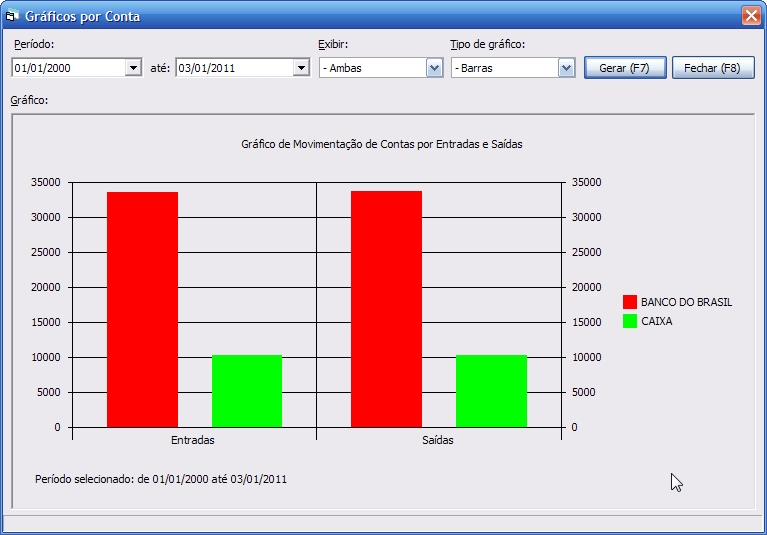 Gráficos por Conta
Período: Exibir: Tipo de gráfico:
01/01/2000 até: 03/01/2011 - Ambas - Barras Gerar (F7) Fechar (F8)
Gráfico:
Gráfico de Movimentação de Contas por Entradas e Saídas
35000 35000
30000 30000
25000 25000
20000 20000
15000 15000
10000 10000
5000 5000
0 0
Entradas Saídas
BANCO DO BRASIL
CAIXA
Período selecionado: de 01/01/2000 até 03/01/2011